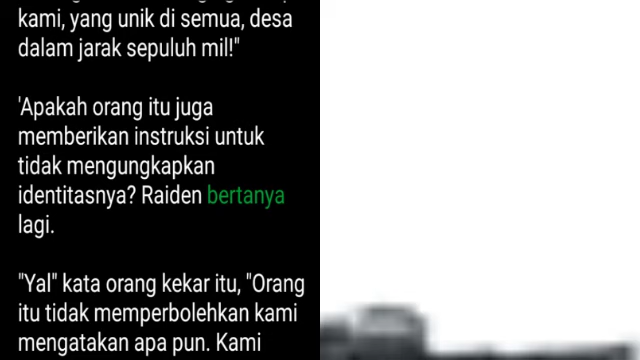 kami, yang unik di semua, desa
dalam jarak sepuluh mil!"
'Apakah orang itu juga
memberikan instruksi untuk
tidak mengungkapkan
identitasnya? Raiden bertanya
lagi.
"Yal" kata orang kekar itu, "Orang
itu tidak memperbolehkan kami
mengatakan apa pun. Kami